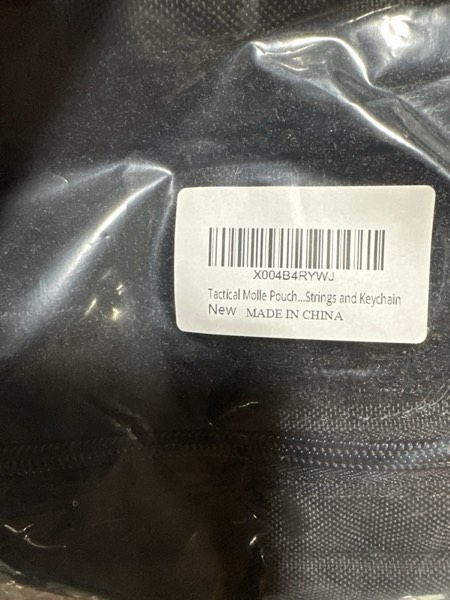 X004B4RYWJ
Tactical Molle Pouch...Strings and Keychain
New MADE IN CHINA